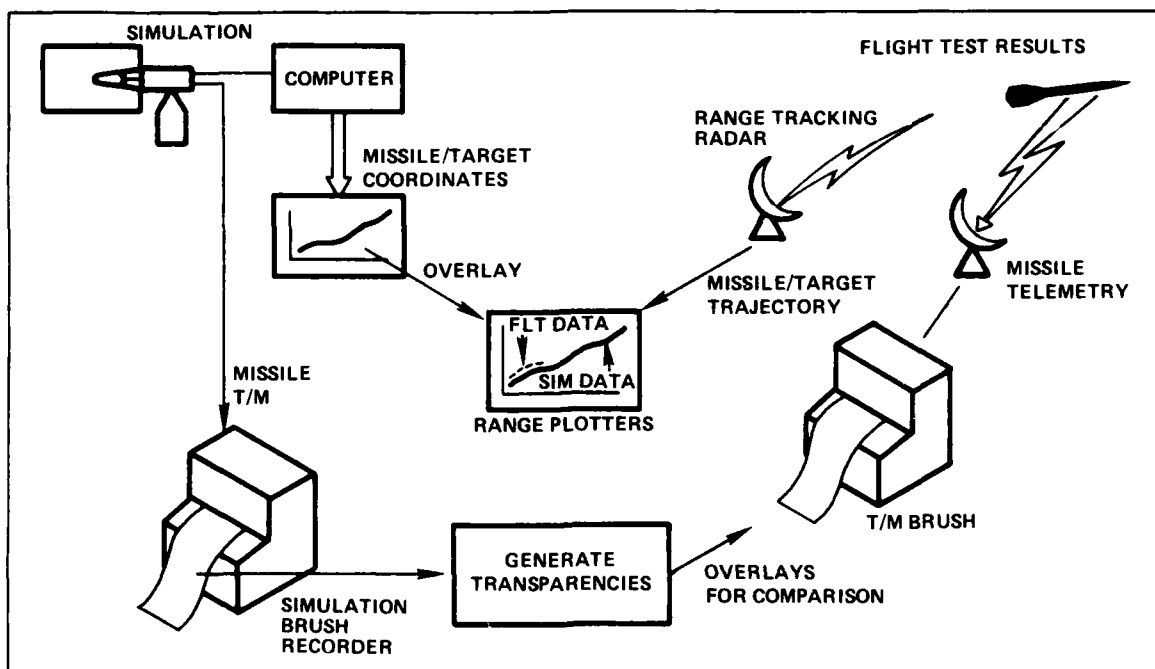 SIMULATION
COMPUTER
FLIGHT TEST RESULTS
RANGE TRACKING
RADAR
MISSILE/TARGET
COORDINATES
OVERLAY
MISSILE/TARGET
TRAJECTORY
MISSILE
TELEMETRY
FLT DATA
SIM DATA
RANGE PLOTTERS
MISSILE
T/M
T/M BRUSH
GENERATE
TRANSPARENCIES
OVERLAYS
FOR COMPARISON
SIMULATION
BRUSH
RECORDER